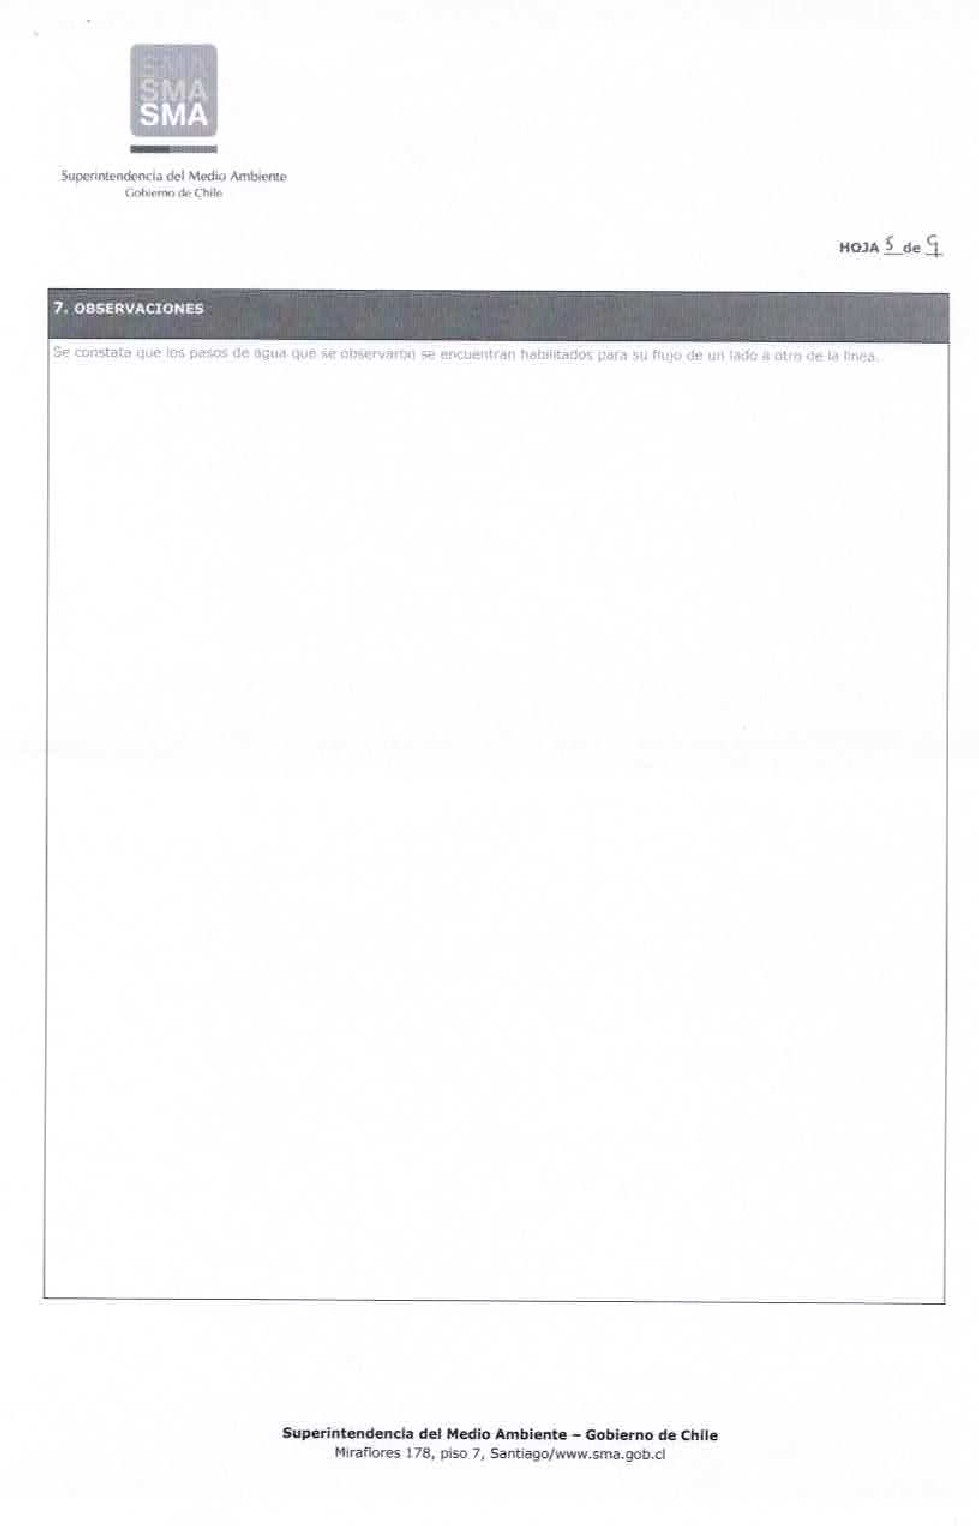 SMA
SMA
SMA
Superintendencia del Medio Ambiente
Gobierno de Chile
HOJA 5 de 9
7. OBSERVACIONES
Se constata que los pasos de agua que se observaron se encuentran habilitados para su flujo de un lado a otro de la línea.
Superintendencia del Medio Ambiente – Gobierno de Chile
Miraflores 178, piso 7, Santiago/www.sma.gob.cl